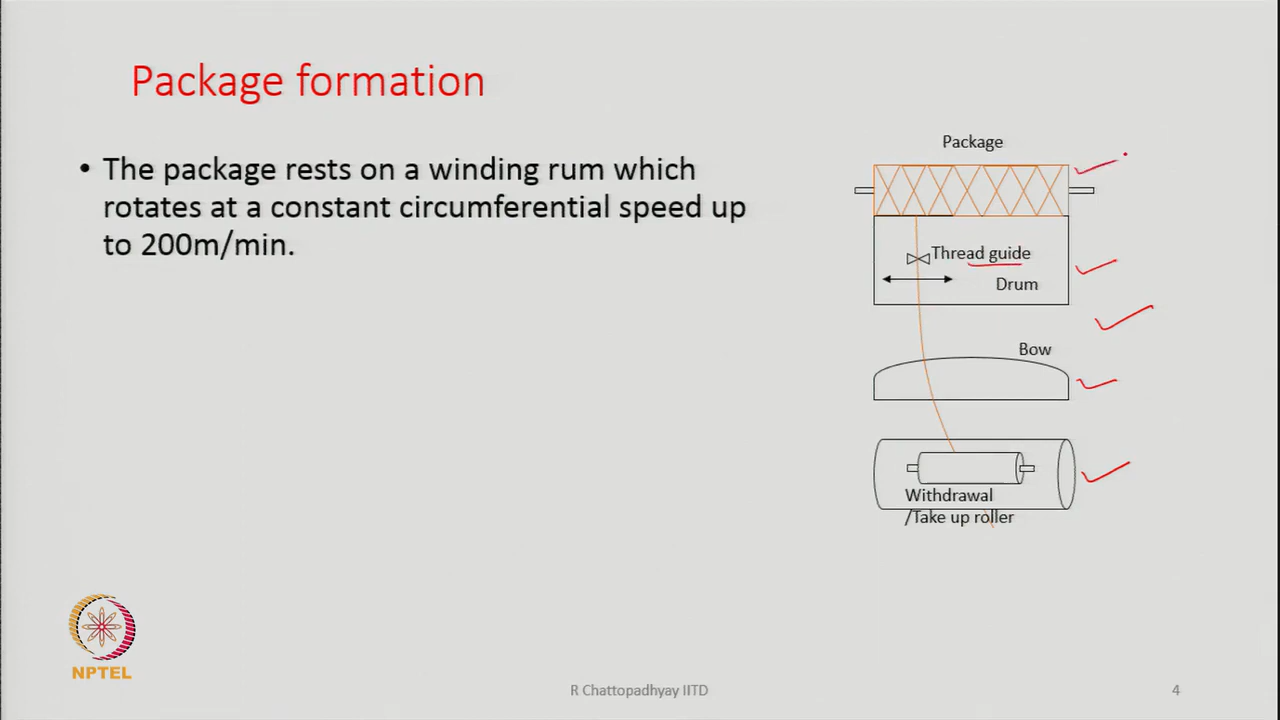 Package formation
• The package rests on a winding rum which
rotates at a constant circumferential speed up
to 200m/min.
Package
Thread guide
Drum
Bow
Withdrawal
/Take up roller
NPTEL
R Chattopadhyay IITD
4